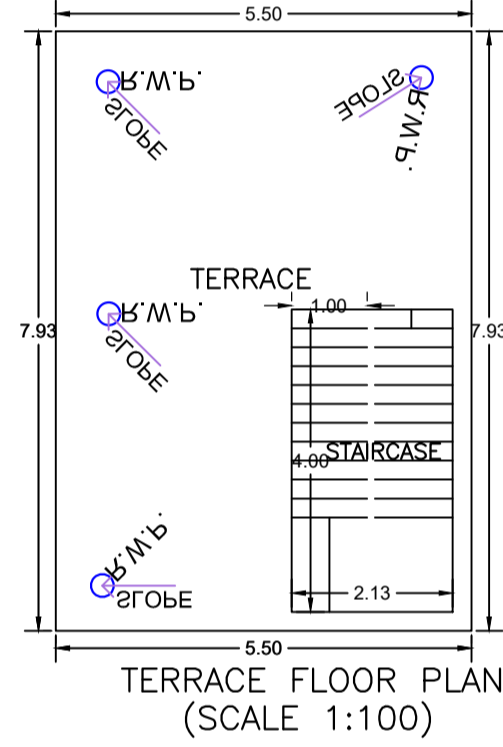 5.50
R.W.P.
SLOPE
SLOPE
R.W.P.
TERRACE
1.00
7.93
R.W.P.
7.93
SLOPE
STAIRCASE
4.00
R.W.P.
2.13
SLOPE
5.50
TERRACE FLOOR PLAN
(SCALE 1:100)